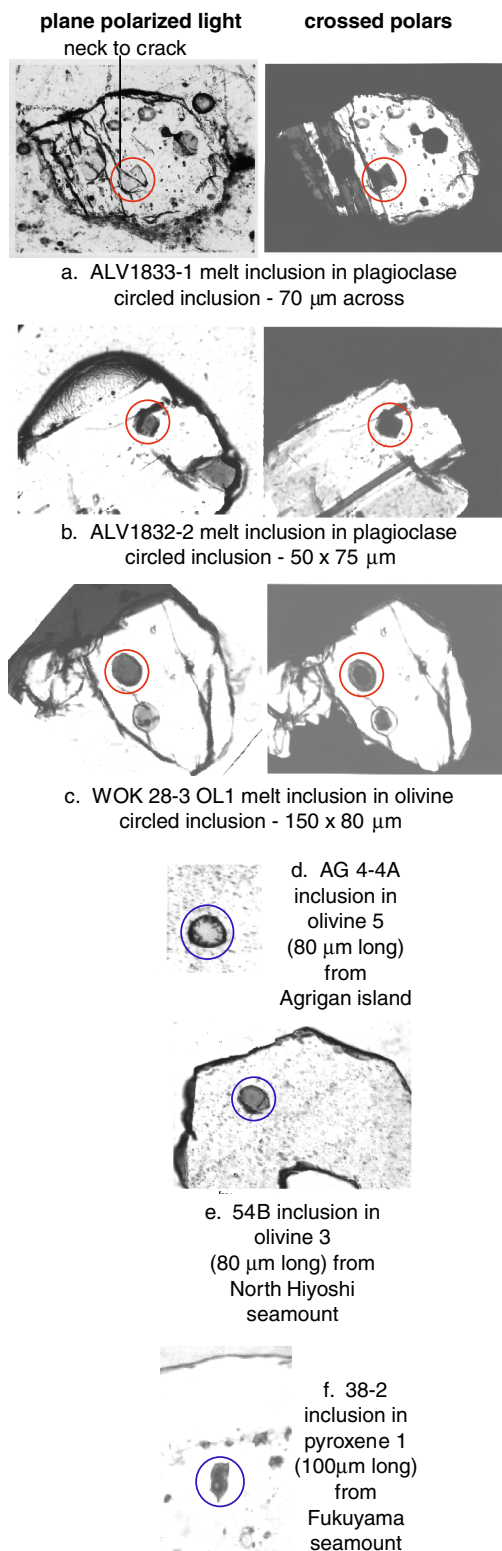 plane polarized light
crossed polars
neck to crack
a. ALV1833-1 melt inclusion in plagioclase
circled inclusion - 70 μm across
b. ALV1832-2 melt inclusion in plagioclase
circled inclusion - 50 x 75 μm
c. WOK 28-3 OL1 melt inclusion in olivine
circled inclusion - 150 x 80 μm
d. AG 4-4A
inclusion in
olivine 5
(80 μm long)
from
Agrigan island
e. 54B inclusion in
olivine 3
(80 μm long) from
North Hiyoshi
seamount
f. 38-2
inclusion in
pyroxene 1
(100μm long)
from
Fukuyama
seamount